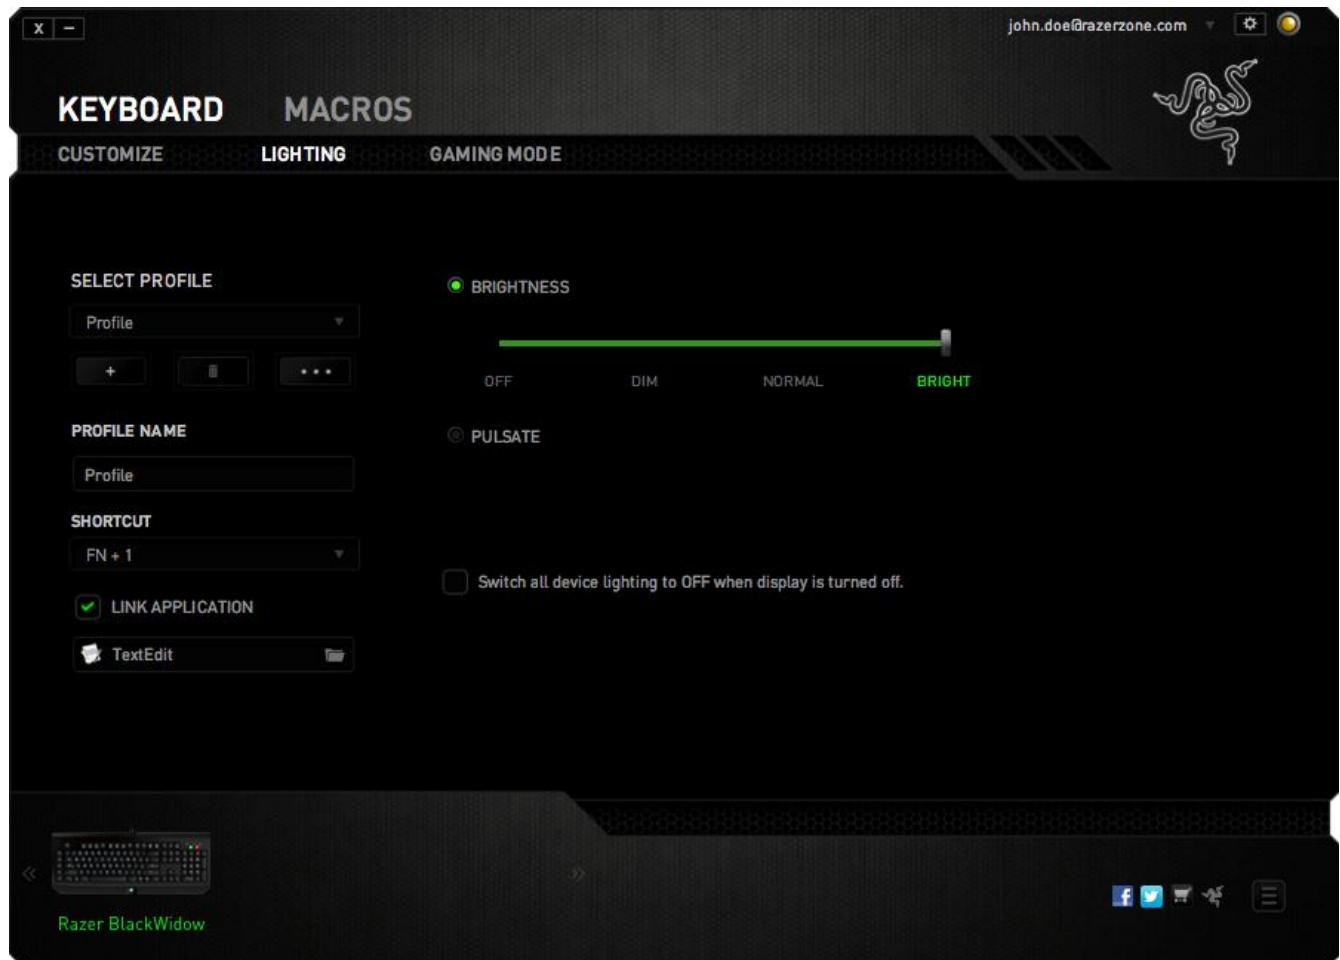 X –
john.doe@razerzone.com
KEYBOARD MACROS
CUSTOMIZE LIGHTING GAMING MODE
SELECT PROFILE
Profile
+
PROFILE NAME
Profile
SHORTCUT
FN + 1
LINK APPLICATION
TextEdit
BRIGHTNESS
OFF DIM NORMAL BRIGHT
PULSATE
Switch all device lighting to OFF when display is turned off.
Razer BlackWidow